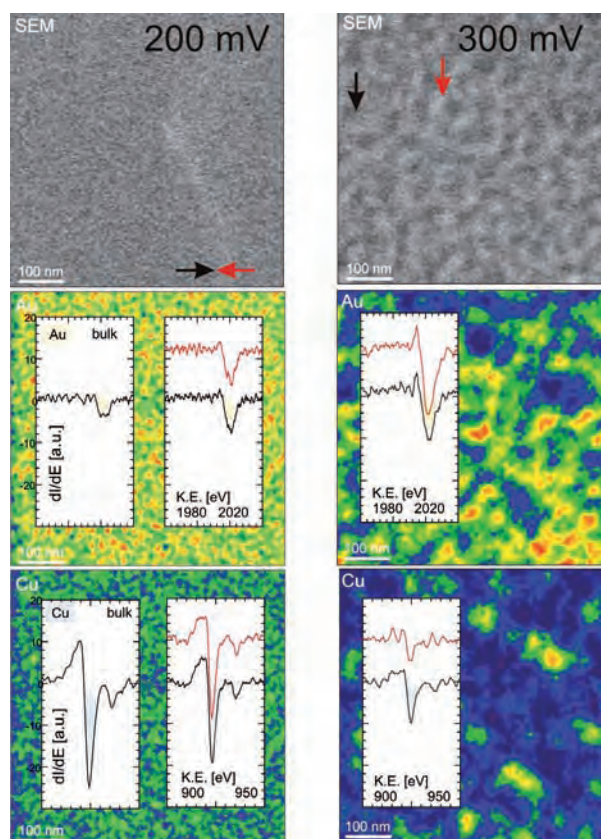 SEM
200 mV
100 nm
SEM
300 mV
100 nm
Au
20
10
0
-10
-20
Au bulk
dI/dE [a.u.]
K.E. [eV]
1980 2020
100 nm
Au
K.E. [eV]
1980 2020
100 nm
Cu
20
10
0
-10
-20
Cu bulk
dI/dE [a.u.]
K.E. [eV]
900 950
100 nm
Cu
K.E. [eV]
900 950
100 nm